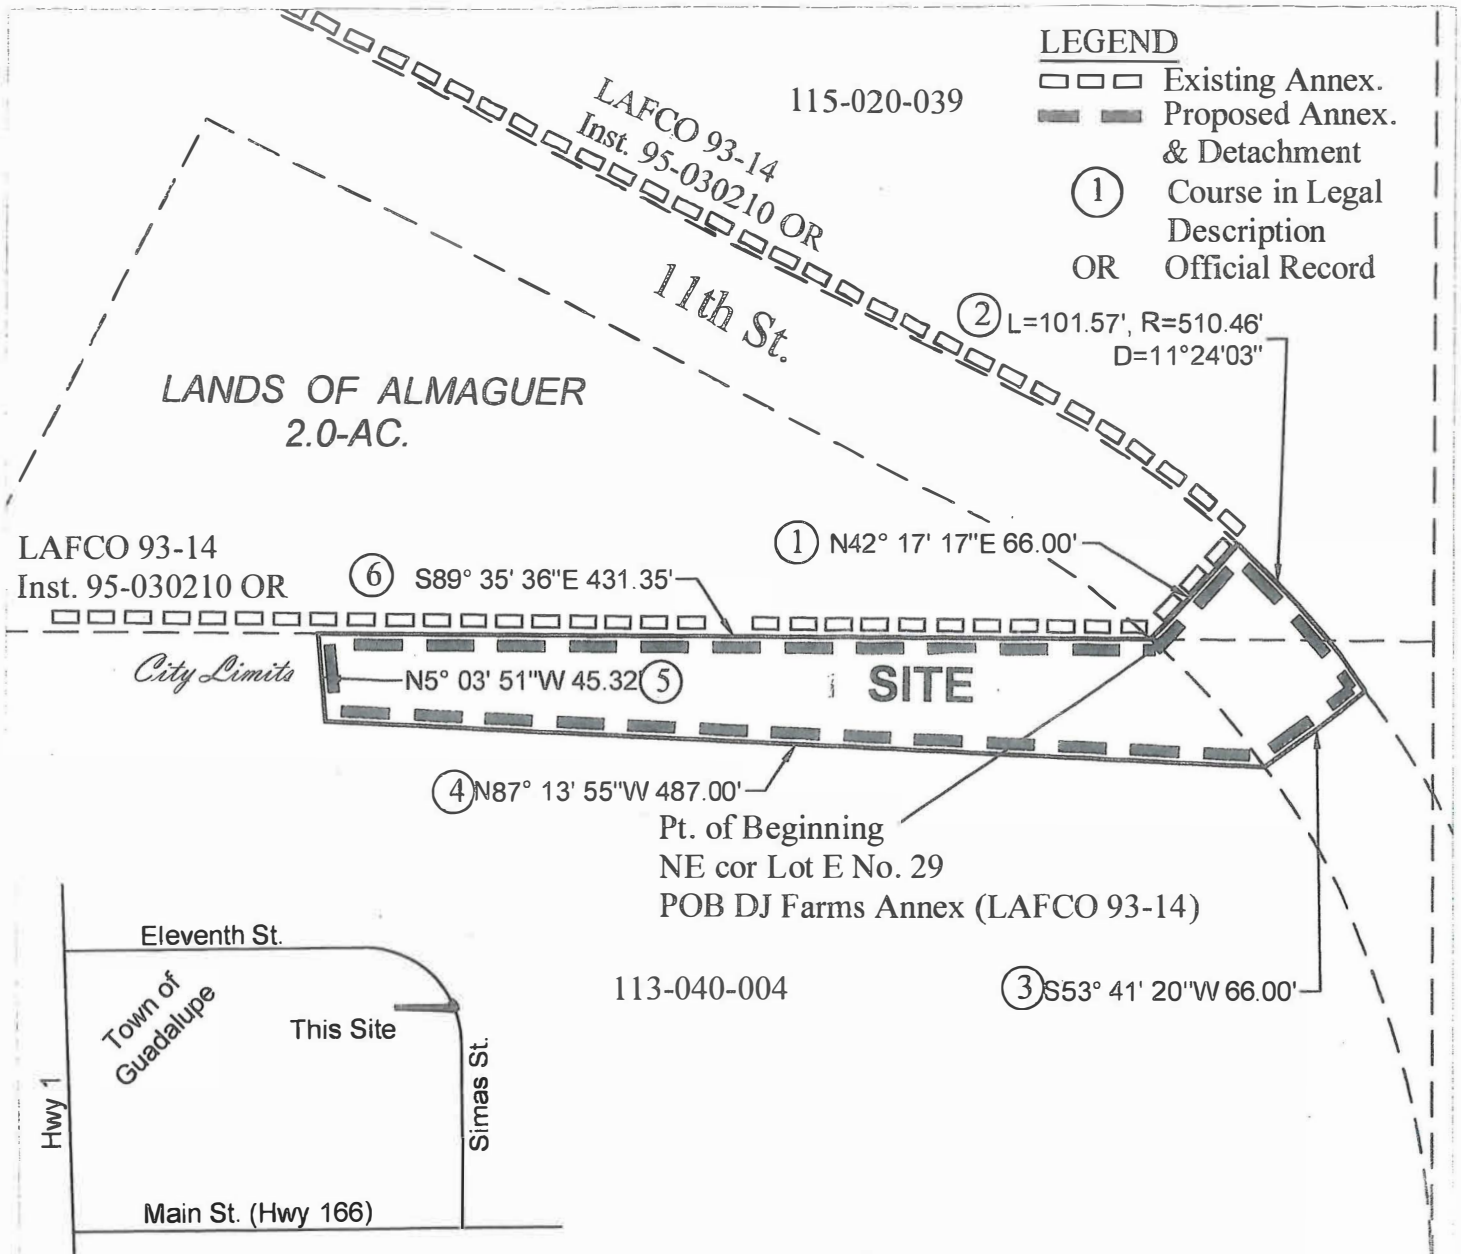 LEGEND
Existing Annex.
Proposed Annex.
& Detachment
1 Course in Legal
Description
OR Official Record
115-020-039
LAFCO 93-14
Inst. 95-030210 OR
11th St.
2 L=101.57', R=510.46'
D=11°24'03"
LANDS OF ALMAGUER
2.0-AC.
1 N42° 17' 17"E 66.00'
LAFCO 93-14
Inst. 95-030210 OR
6 S89° 35' 36"E 431.35'
City Limits
N5° 03' 51"W 45.32' 5
SITE
4 N87° 13' 55"W 487.00'
Pt. of Beginning
NE cor Lot E No. 29
POB DJ Farms Annex (LAFCO 93-14)
113-040-004
3 S53° 41' 20"W 66.00'
Eleventh St.
Town of
Guadalupe
This Site
Hwy 1
Simas St.
Main St. (Hwy 166)